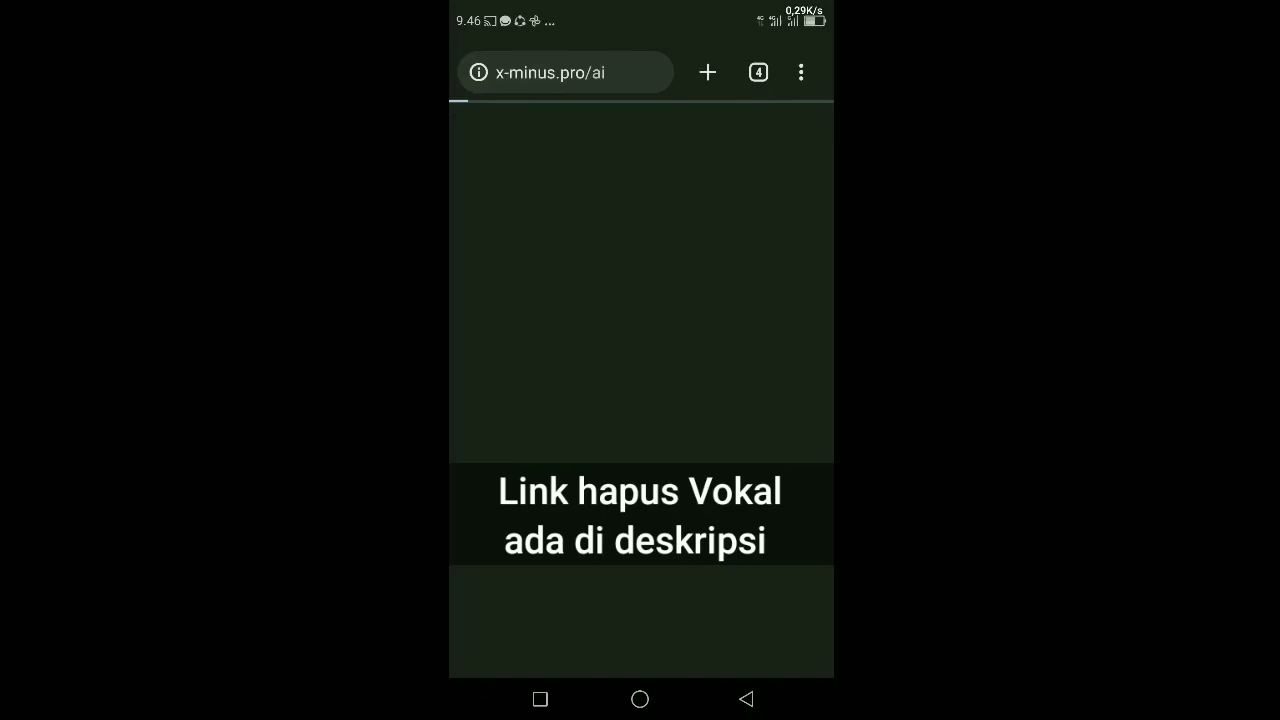 0,29K/s
9.46 ...
x-minus.pro/ai
4
Link hapus Vokal
ada di deskripsi